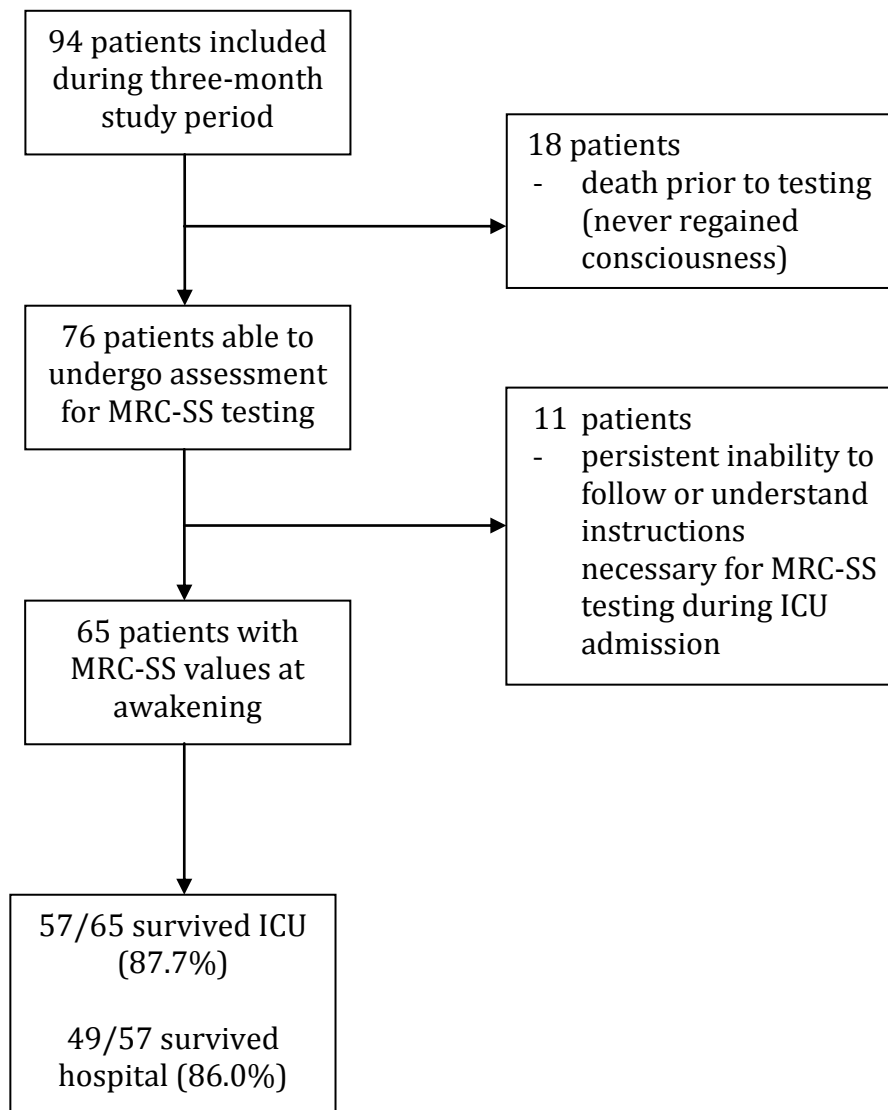 94 patients included
during three-month
study period
18 patients
- death prior to testing
(never regained
consciousness)
76 patients able to
undergo assessment
for MRC-SS testing
11 patients
- persistent inability to
follow or understand
instructions
necessary for MRC-SS
testing during ICU
admission
65 patients with
MRC-SS values at
awakening
57/65 survived ICU
(87.7%)
49/57 survived
hospital (86.0%)